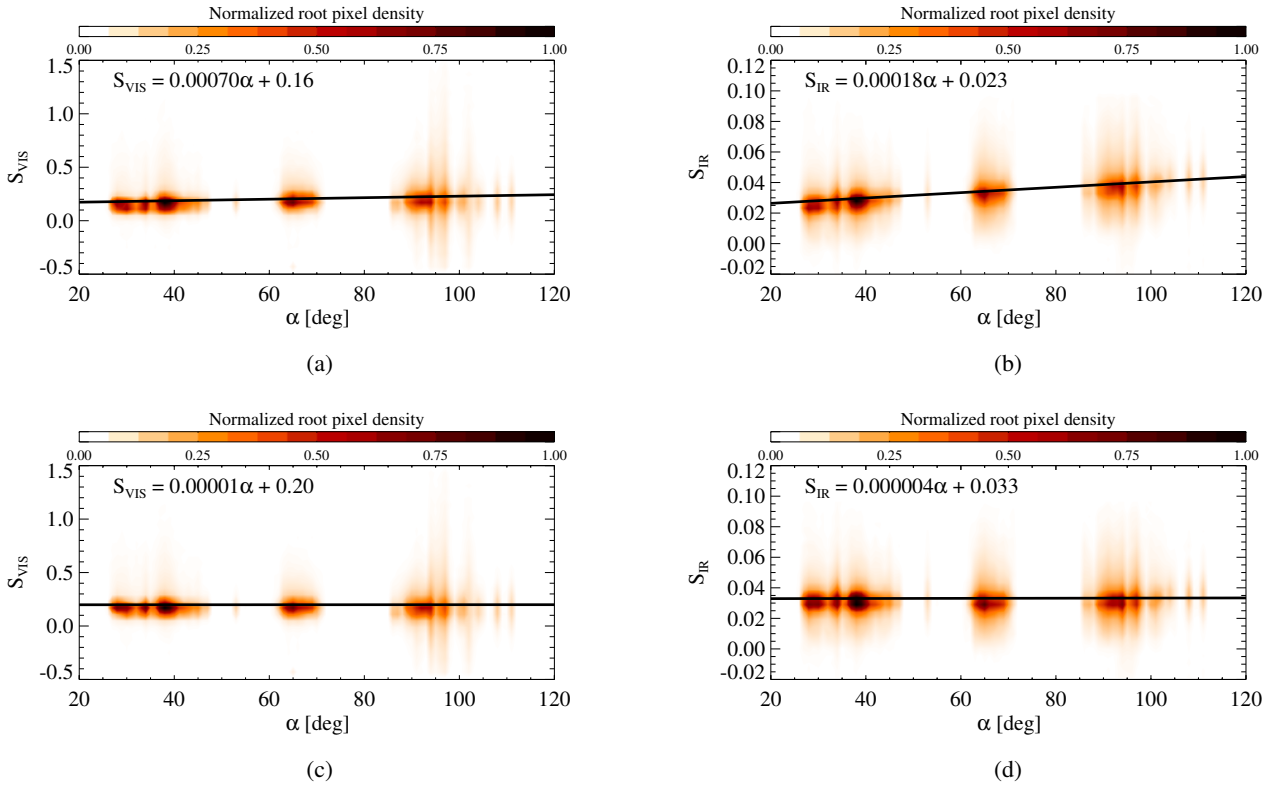 Normalized root pixel density
0.00 0.25 0.50 0.75 1.00
S_VIS = 0.00070α + 0.16
1.5
1.0
0.5
0.0
-0.5
S_VIS
20 40 60 80 100 120
α [deg]
(a)
Normalized root pixel density
0.00 0.25 0.50 0.75 1.00
S_IR = 0.00018α + 0.023
0.12
0.10
0.08
0.06
0.04
0.02
0.00
-0.02
S_IR
20 40 60 80 100 120
α [deg]
(b)
Normalized root pixel density
0.00 0.25 0.50 0.75 1.00
S_VIS = 0.00001α + 0.20
1.5
1.0
0.5
0.0
-0.5
S_VIS
20 40 60 80 100 120
α [deg]
(c)
Normalized root pixel density
0.00 0.25 0.50 0.75 1.00
S_IR = 0.000004α + 0.033
0.12
0.10
0.08
0.06
0.04
0.02
0.00
-0.02
S_IR
20 40 60 80 100 120
α [deg]
(d)